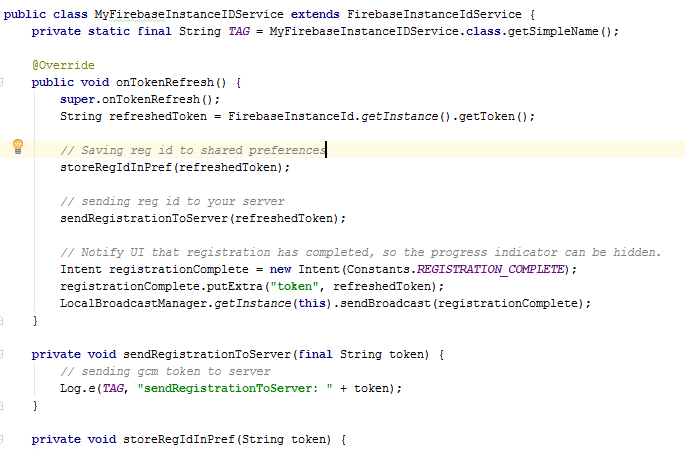 public class MyFirebaseInstanceIDService extends FirebaseInstanceIdService {
private static final String TAG = MyFirebaseInstanceIDService.class.getSimpleName();
@Override
public void onTokenRefresh() {
super.onTokenRefresh();
String refreshedToken = FirebaseInstanceId.getInstance().getToken();
// Saving reg id to shared preferences
storeRegIdInPref(refreshedToken);
// sending reg id to your server
sendRegistrationToServer(refreshedToken);
// Notify UI that registration has completed, so the progress indicator can be hidden.
Intent registrationComplete = new Intent(Constants.REGISTRATION_COMPLETE);
registrationComplete.putExtra("token", refreshedToken);
LocalBroadcastManager.getInstance(this).sendBroadcast(registrationComplete);
}
private void sendRegistrationToServer(final String token) {
// sending gcm token to server
Log.e(TAG, "sendRegistrationToServer: " + token);
}
private void storeRegIdInPref(String token) {